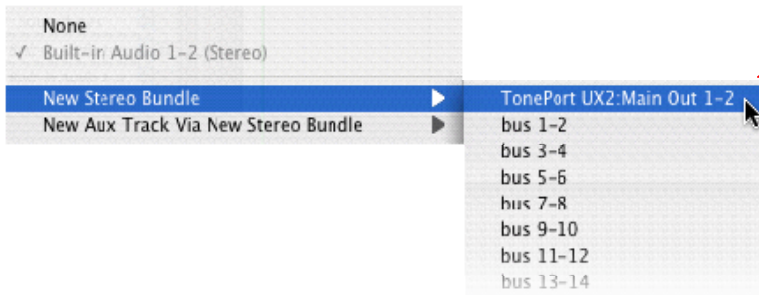 None
✓ Built-in Audio 1-2 (Stereo)
New Stereo Bundle
New Aux Track Via New Stereo Bundle
TonePort UX2:Main Out 1-2
bus 1-2
bus 3-4
bus 5-6
bus 7-8
bus 9-10
bus 11-12
bus 13-14